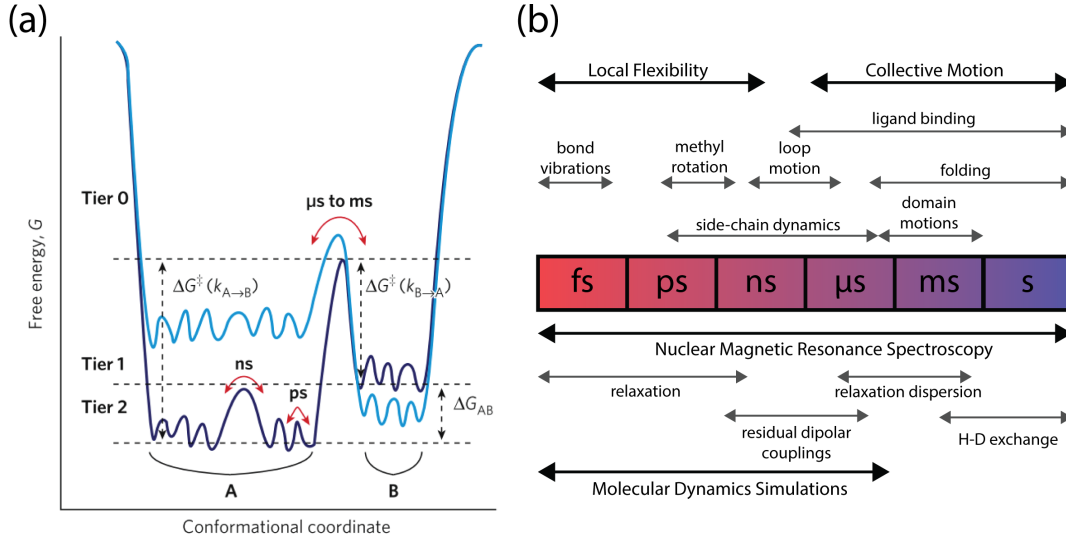 (a)
Free energy, G
Tier 0
Tier 1
Tier 2
μs to ms
ΔG‡ (kA→B)
ΔG‡ (kB→A)
ns
ps
ΔGAB
A
B
Conformational coordinate
(b)
Local Flexibility
Collective Motion
ligand binding
bond
vibrations
methyl
rotation
loop
motion
folding
side-chain dynamics
domain
motions
fs
ps
ns
μs
ms
s
Nuclear Magnetic Resonance Spectroscopy
relaxation
relaxation dispersion
residual dipolar
couplings
H-D exchange
Molecular Dynamics Simulations